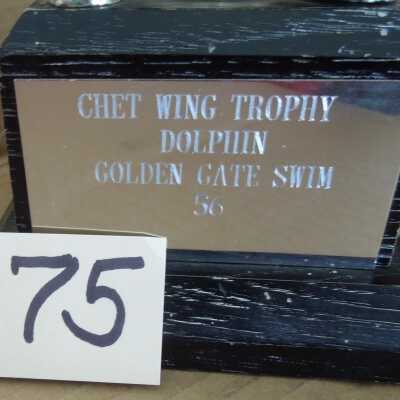 CHET WING TROPHY
DOLPHIN
GOLDEN GATE SWIM
56
75